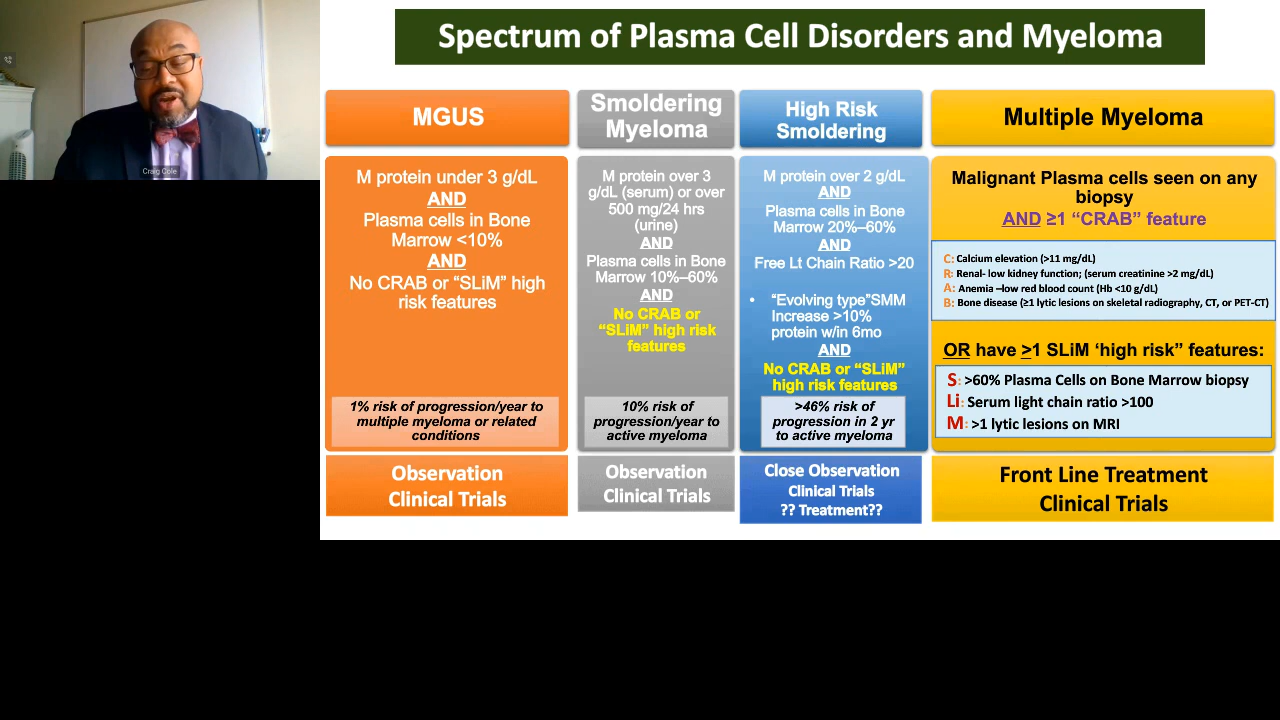 Craig Cole
Spectrum of Plasma Cell Disorders and Myeloma
MGUS
M protein under 3 g/dL
AND
Plasma cells in Bone
Marrow <10%
AND
No CRAB or “SLiM” high
risk features
1% risk of progression/year to
multiple myeloma or related
conditions
Observation
Clinical Trials
Smoldering
Myeloma
M protein over 3
g/dL (serum) or over
500 mg/24 hrs
(urine)
AND
Plasma cells in Bone
Marrow 10%–60%
AND
No CRAB or
“SLiM” high risk
features
10% risk of
progression/year to
active myeloma
Observation
Clinical Trials
High Risk
Smoldering
M protein over 2 g/dL
AND
Plasma cells in Bone
Marrow 20%–60%
AND
Free Lt Chain Ratio >20
• “Evolving type”SMM
Increase >10%
protein w/in 6mo
AND
No CRAB or “SLiM”
high risk features
>46% risk of
progression in 2 yr
to active myeloma
Close Observation
Clinical Trials
?? Treatment??
Multiple Myeloma
Malignant Plasma cells seen on any
biopsy
AND ≥1 “CRAB” feature
C: Calcium elevation (>11 mg/dL)
R: Renal- low kidney function; (serum creatinine >2 mg/dL)
A: Anemia –low red blood count (Hb <10 g/dL)
B: Bone disease (≥1 lytic lesions on skeletal radiography, CT, or PET-CT)
OR have >1 SLiM ‘high risk” features:
S: >60% Plasma Cells on Bone Marrow biopsy
Li: Serum light chain ratio >100
M: >1 lytic lesions on MRI
Front Line Treatment
Clinical Trials